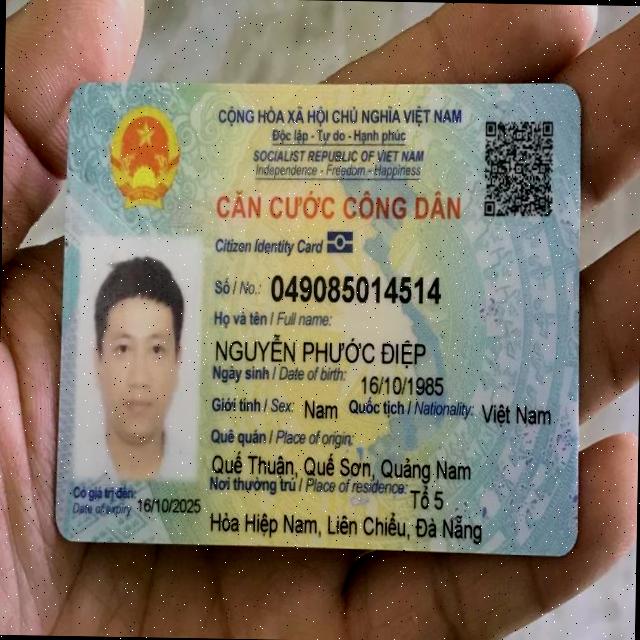 CỘNG HÒA XÃ HỘI CHỦ NGHĨA VIỆT NAM
Độc lập - Tự do - Hạnh phúc
SOCIALIST REPUBLIC OF VIET NAM
Independence - Freedom - Happiness
CĂN CƯỚC CÔNG DÂN
Citizen Identity Card
Số / No.: 049085014514
Họ và tên / Full name:
NGUYỄN PHƯỚC ĐIỆP
Ngày sinh / Date of birth: 16/10/1985
Giới tính / Sex: Nam Quốc tịch / Nationality: Việt Nam
Quê quán / Place of origin:
Quế Thuận, Quế Sơn, Quảng Nam
Nơi thường trú / Place of residence: Tổ 5
Hòa Hiệp Nam, Liên Chiểu, Đà Nẵng
Có giá trị đến: 16/10/2025
Date of expiry